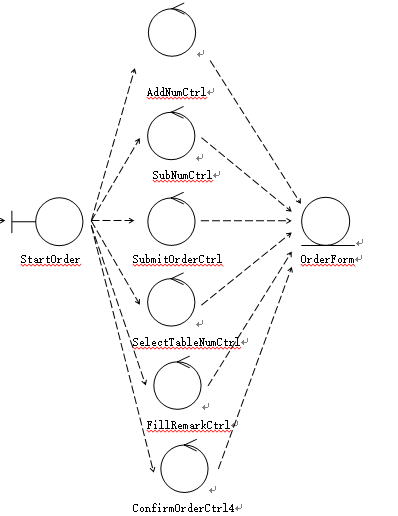 AddNumCtrl
SubNumCtrl
StartOrder
SubmitOrderCtrl
OrderForm
SelectTableNumCtrl
FillRemarkCtrl
ConfirmOrderCtrl4